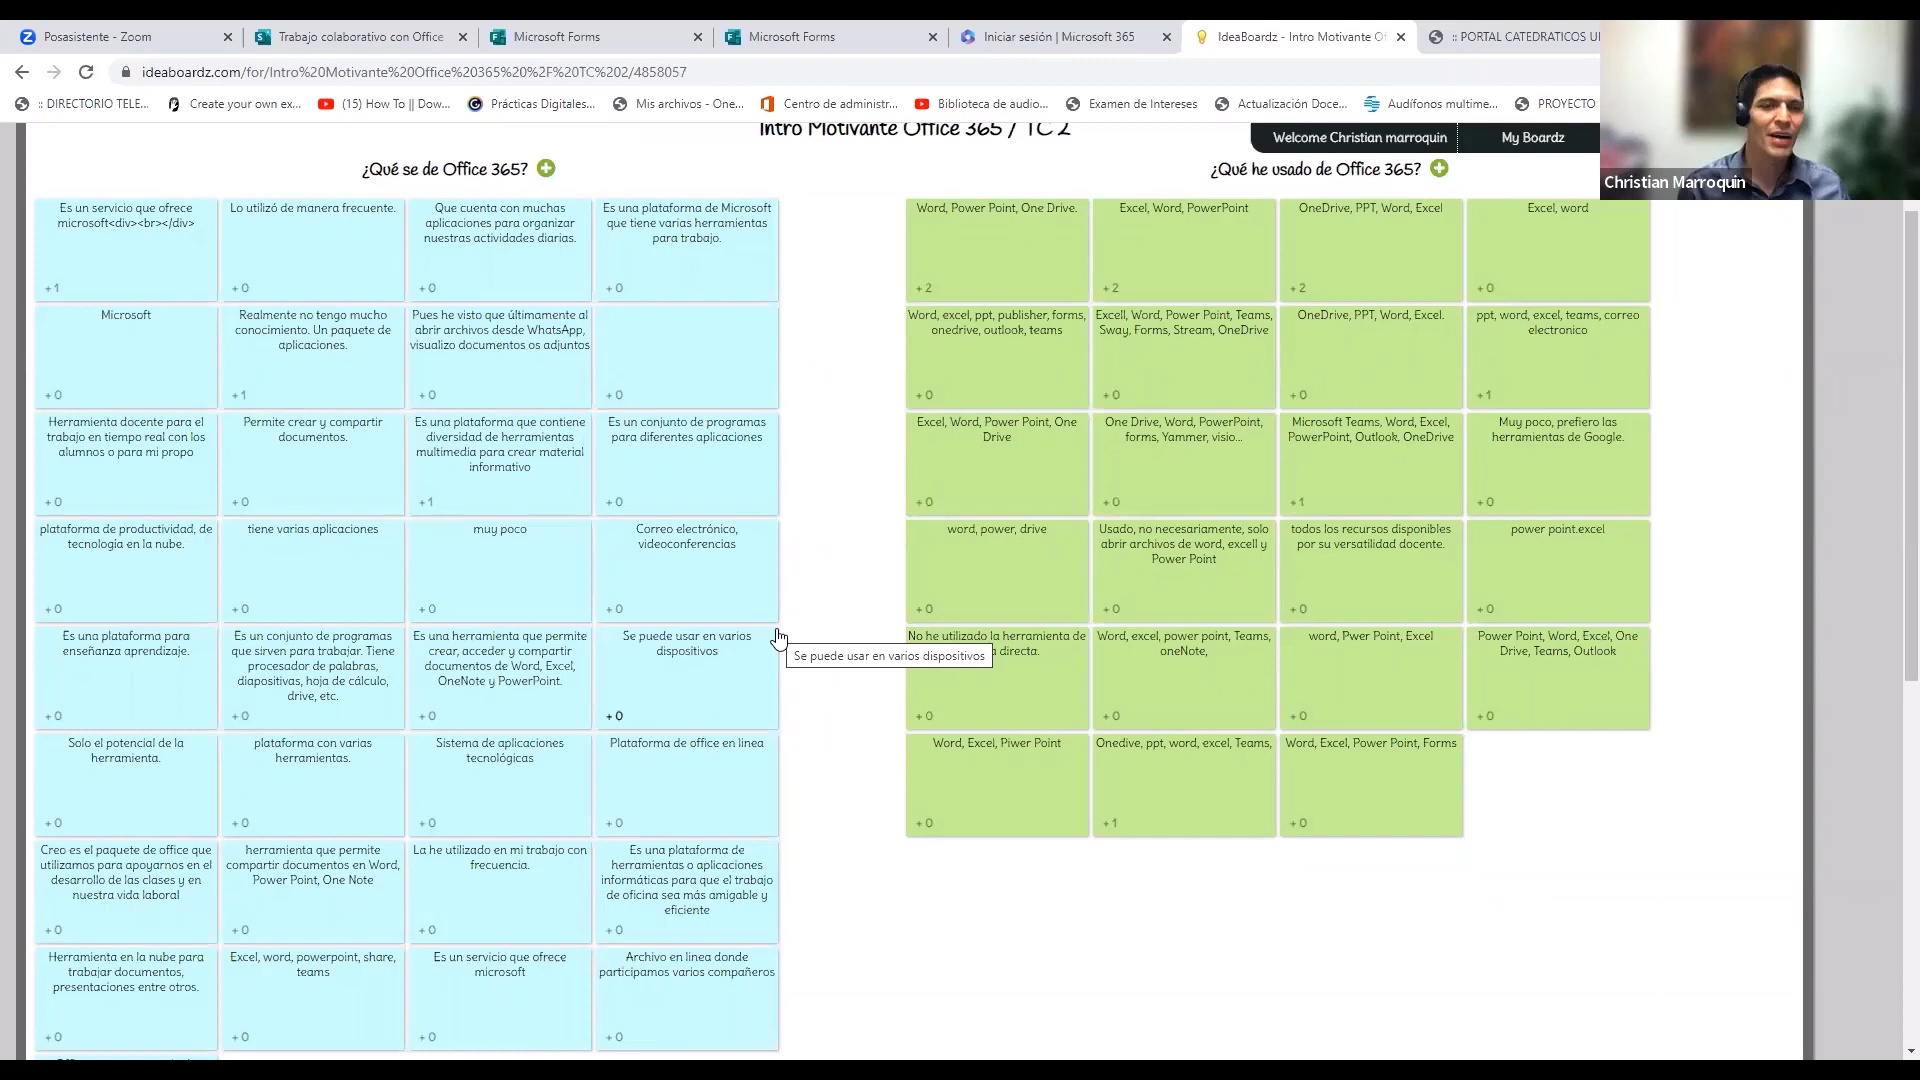 Posasistente - Zoom
Trabajo colaborativo con Office
Microsoft Forms
Microsoft Forms
Iniciar sesión | Microsoft 365
IdeaBoardz - Intro Motivante Of
:: PORTAL CATEDRATICOS U
ideaboardz.com/for/Intro%20Motivante%20Office%20365%20%2F%20TC%202/4858057
:: DIRECTORIO TELE...
Create your own ex...
(15) How To || Dow...
Prácticas Digitales...
Mis archivos - One...
Centro de administr...
Biblioteca de audio...
Examen de Intereses
Actualización Doce...
Audífonos multime...
PROYECTO
Intro Motivante Office 365 / TC 2
Welcome Christian marroquin
My Boardz
Christian Marroquin
¿Qué se de Office 365?
Es un servicio que ofrece
microsoft<div><br></div>
+1
Lo utilizó de manera frecuente.
+0
Que cuenta con muchas
aplicaciones para organizar
nuestras actividades diarias.
+0
Es una plataforma de Microsoft
que tiene varias herramientas
para trabajo.
+0
Microsoft
+0
Realmente no tengo mucho
conocimiento. Un paquete de
aplicaciones.
+1
Pues he visto que últimamente al
abrir archivos desde WhatsApp,
visualizo documentos os adjuntos
+0
+0
Herramienta docente para el
trabajo en tiempo real con los
alumnos o para mi propo
+0
Permite crear y compartir
documentos.
+0
Es una plataforma que contiene
diversidad de herramientas
multimedia para crear material
informativo
+1
Es un conjunto de programas
para diferentes aplicaciones
+0
plataforma de productividad, de
tecnología en la nube.
+0
tiene varias aplicaciones
+0
muy poco
+0
Correo electrónico,
videoconferencias
+0
Es una plataforma para
enseñanza aprendizaje.
+0
Es un conjunto de programas
que sirven para trabajar. Tiene
procesador de palabras,
diapositivas, hoja de cálculo,
drive, etc.
+0
Es una herramienta que permite
crear, acceder y compartir
documentos de Word, Excel,
OneNote y PowerPoint.
+0
Se puede usar en varios
dispositivos
+0
Se puede usar en varios dispositivos
Solo el potencial de la
herramienta.
+0
plataforma con varias
herramientas.
+0
Sistema de aplicaciones
tecnológicas
+0
Plataforma de office en linea
+0
Creo es el paquete de office que
utilizamos para apoyarnos en el
desarrollo de las clases y en
nuestra vida laboral
+0
herramienta que permite
compartir documentos en Word,
Power Point, One Note
+0
La he utilizado en mi trabajo con
frecuencia.
+0
Es una plataforma de
herramientas o aplicaciones
informáticas para que el trabajo
de oficina sea más amigable y
eficiente
+0
Herramienta en la nube para
trabajar documentos,
presentaciones entre otros.
+0
Excel, word, powerpoint, share,
teams
+0
Es un servicio que ofrece
microsoft
+0
Archivo en linea donde
participamos varios compañeros
+0
¿Qué he usado de Office 365?
Word, Power Point, One Drive.
+2
Excel, Word, PowerPoint
+2
OneDrive, PPT, Word, Excel
+2
Excel, word
+0
Word, excel, ppt, publisher, forms,
onedrive, outlook, teams
+0
Excell, Word, Power Point, Teams,
Sway, Forms, Stream, OneDrive
+0
OneDrive, PPT, Word, Excel.
+0
ppt, word, excel, teams, correo
electronico
+1
Excel, Word, Power Point, One
Drive
+0
One Drive, Word, PowerPoint,
forms, Yammer, visio...
+0
Microsoft Teams, Word, Excel,
PowerPoint, Outlook, OneDrive
+1
Muy poco, prefiero las
herramientas de Google.
+0
word, power, drive
+0
Usado, no necesariamente, solo
abrir archivos de word, excell y
Power Point
+0
todos los recursos disponibles
por su versatilidad docente.
+0
power point.excel
+0
No he utilizado la herramienta de
a directa.
+0
Word, excel, power point, Teams,
oneNote,
+0
word, Pwer Point, Excel
+0
Power Point, Word, Excel, One
Drive, Teams, Outlook
+0
Word, Excel, Piwer Point
+0
Onedive, ppt, word, excel, Teams,
+1
Word, Excel, Power Point, Forms
+0